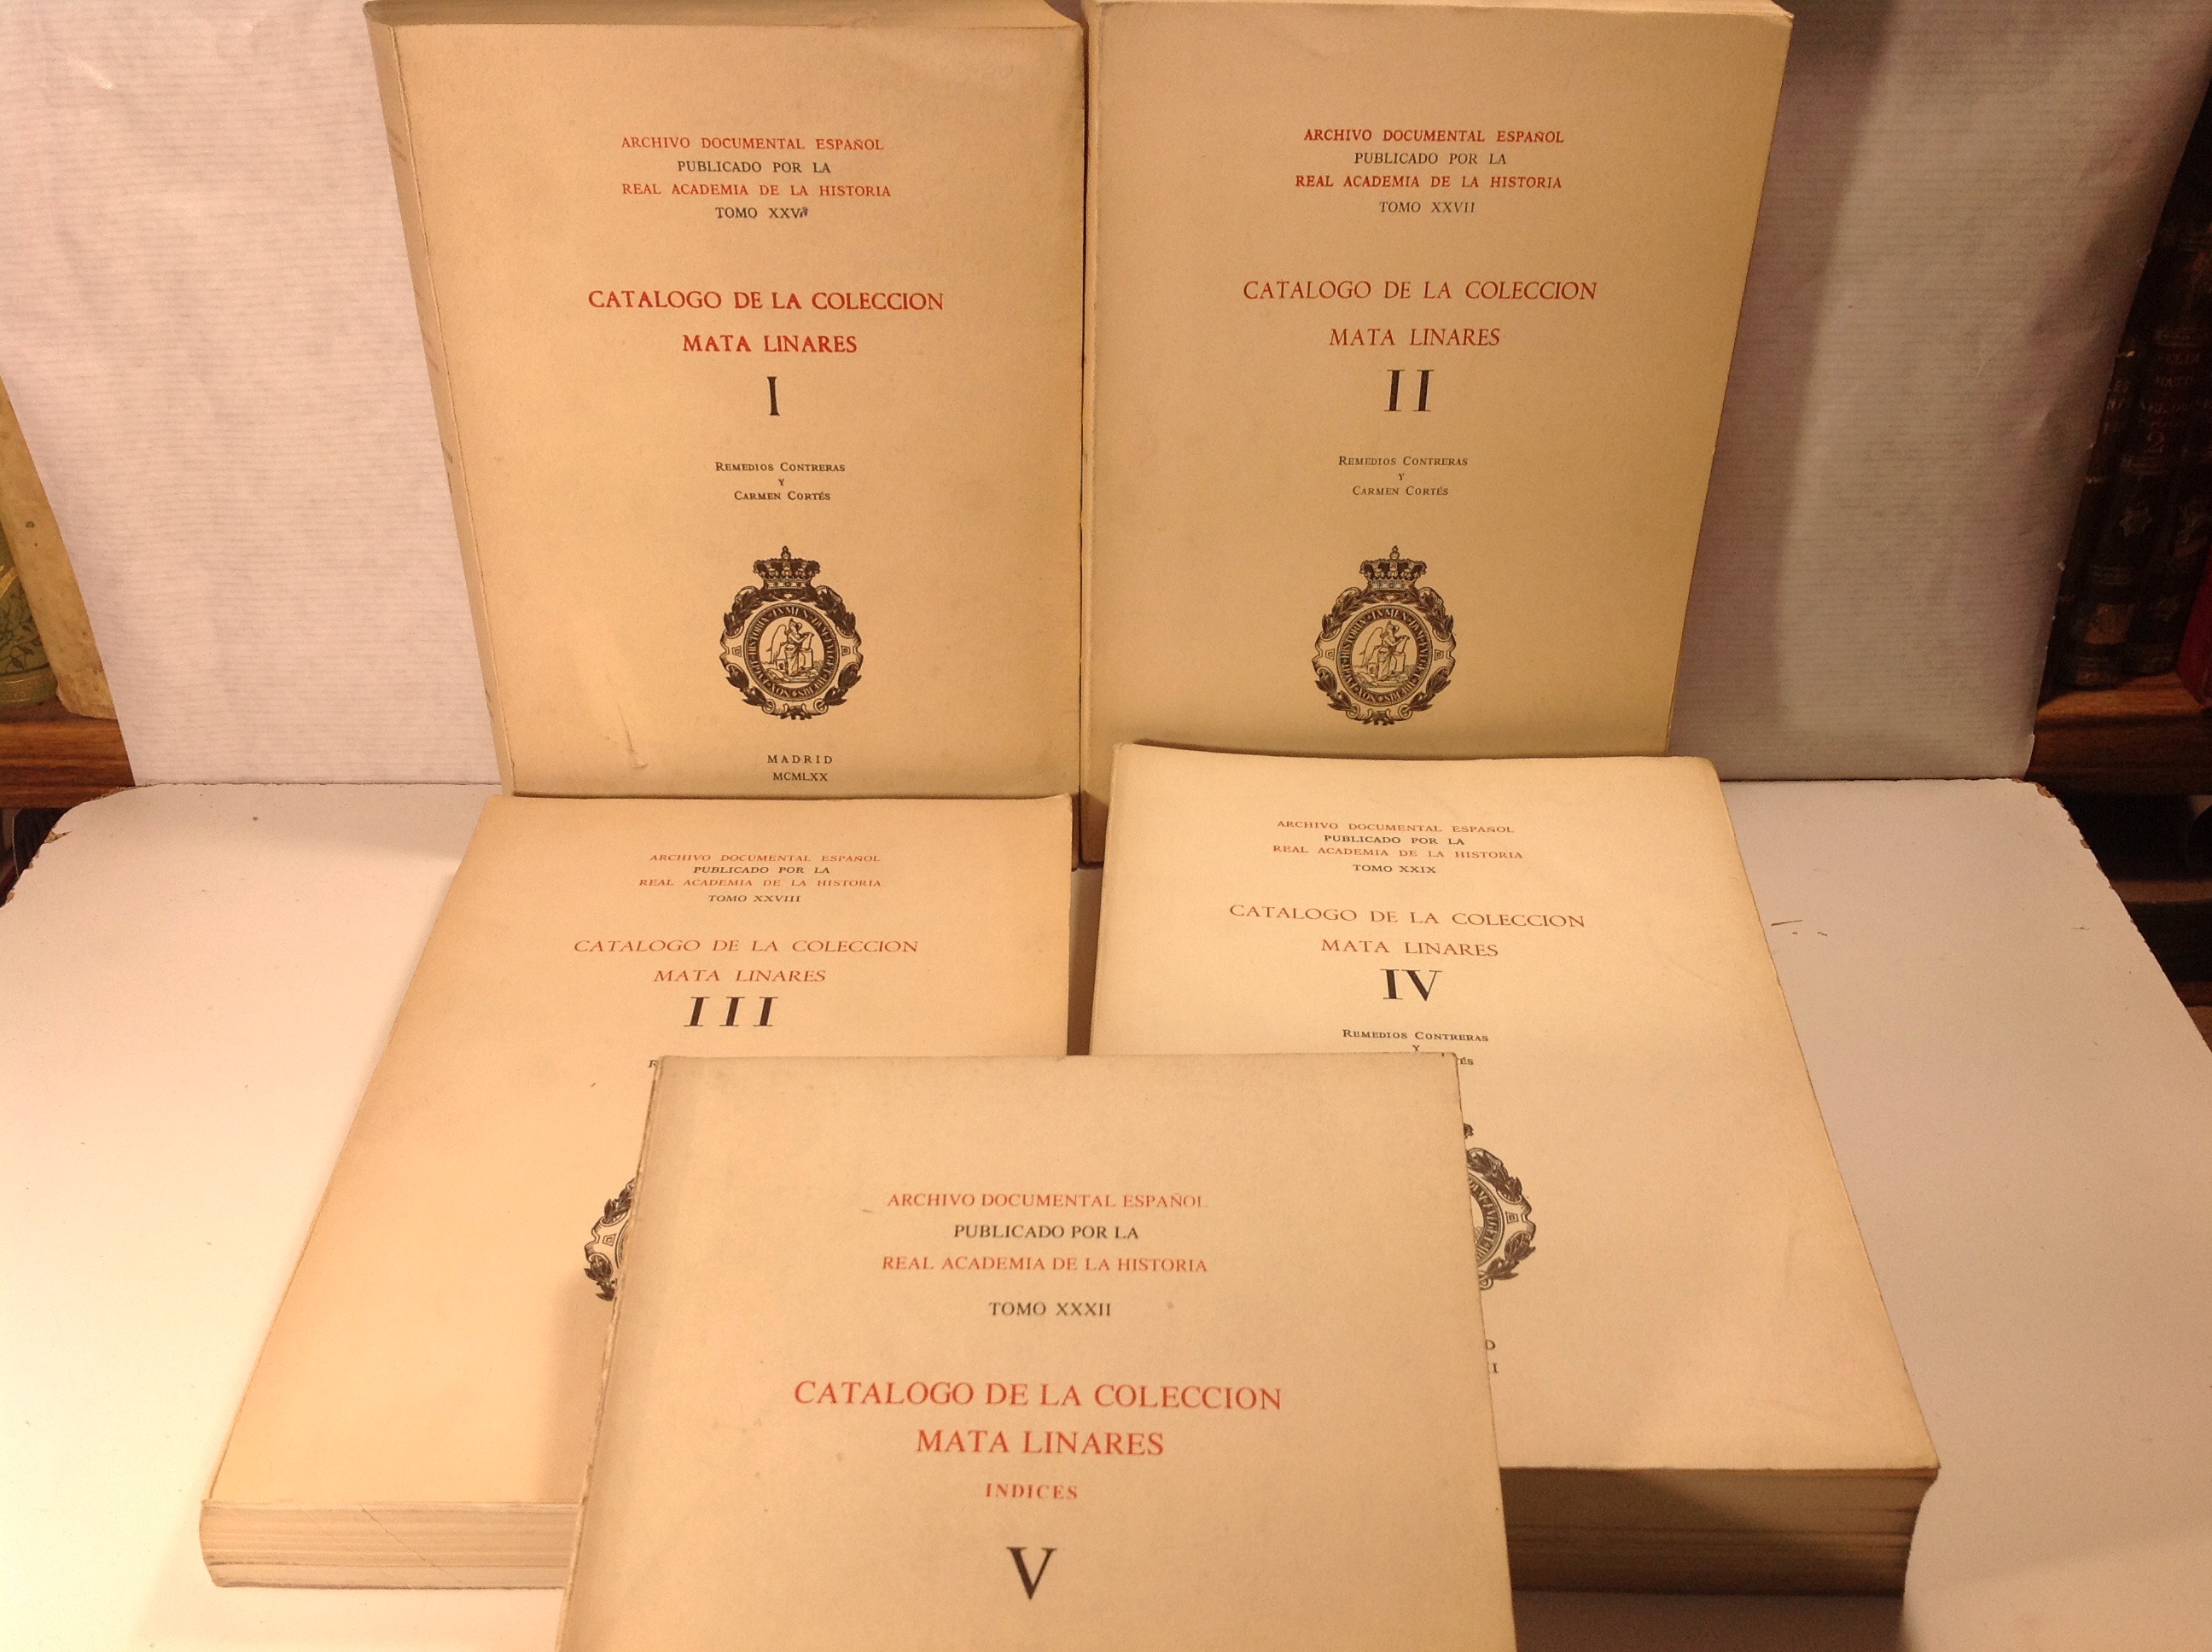 ARCHIVO DOCUMENTAL ESPAÑOL
PUBLICADO POR LA
REAL ACADEMIA DE LA HISTORIA
TOMO XXV
CATALOGO DE LA COLECCION
MATA LINARES
I
REMEDIOS CONTRERAS
Y
CARMEN CORTÉS
MADRID
MCMLXX
ARCHIVO DOCUMENTAL ESPAÑOL
PUBLICADO POR LA
REAL ACADEMIA DE LA HISTORIA
TOMO XXVII
CATALOGO DE LA COLECCION
MATA LINARES
II
REMEDIOS CONTRERAS
Y
CARMEN CORTÉS
ARCHIVO DOCUMENTAL ESPAÑOL
PUBLICADO POR LA
REAL ACADEMIA DE LA HISTORIA
TOMO XXVIII
CATALOGO DE LA COLECCION
MATA LINARES
III
ARCHIVO DOCUMENTAL ESPAÑOL
PUBLICADO POR LA
REAL ACADEMIA DE LA HISTORIA
TOMO XXIX
CATALOGO DE LA COLECCION
MATA LINARES
IV
REMEDIOS CONTRERAS
Y
ARCHIVO DOCUMENTAL ESPAÑOL
PUBLICADO POR LA
REAL ACADEMIA DE LA HISTORIA
TOMO XXXII
CATALOGO DE LA COLECCION
MATA LINARES
INDICES
V